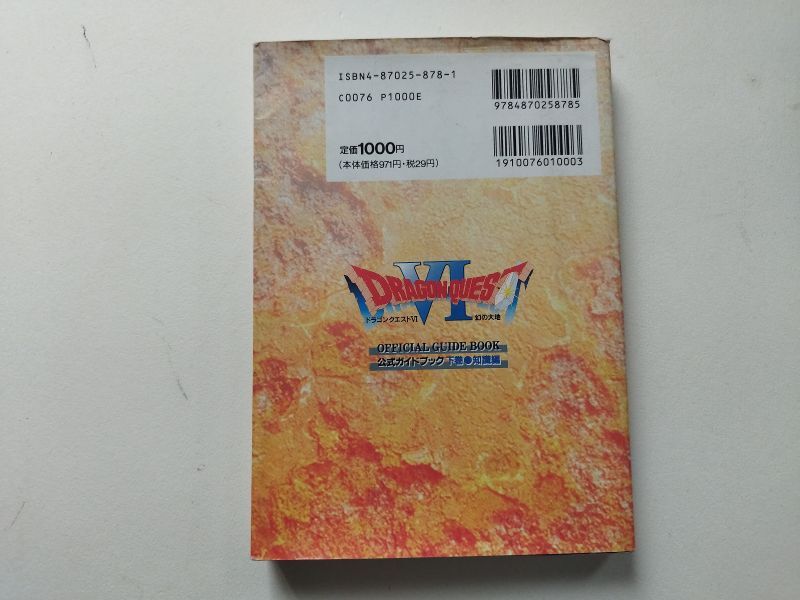 ISBN4-87025-878-1
C0076 P1000E
9784870258785
定価1000円
(本体価格971円・税29円)
1910076010003
DRAGON QUEST
VI
ドラゴンクエストVI 幻の大地
OFFICIAL GUIDE BOOK
公式ガイドブック 下巻●知識編